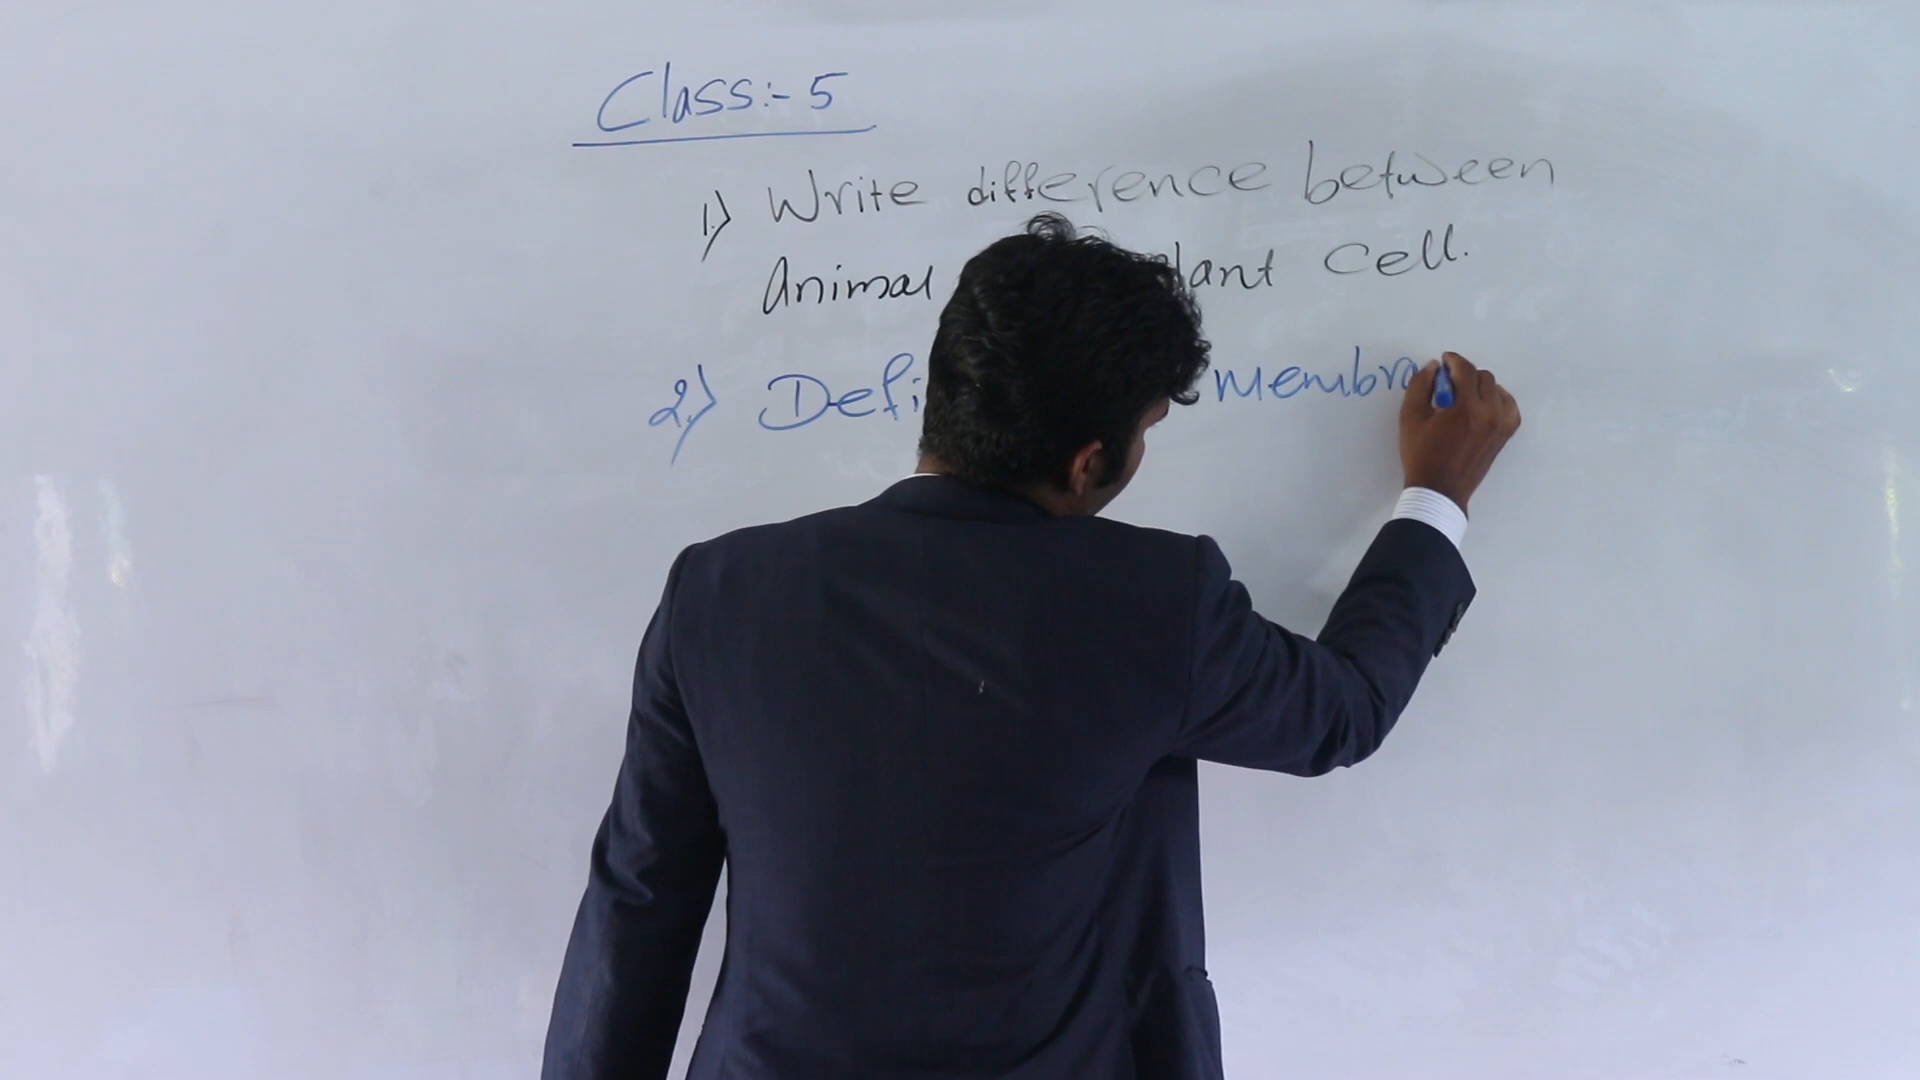 Class:- 5
1.) Write difference between
Animal lant Cell.
2.) Defi membra